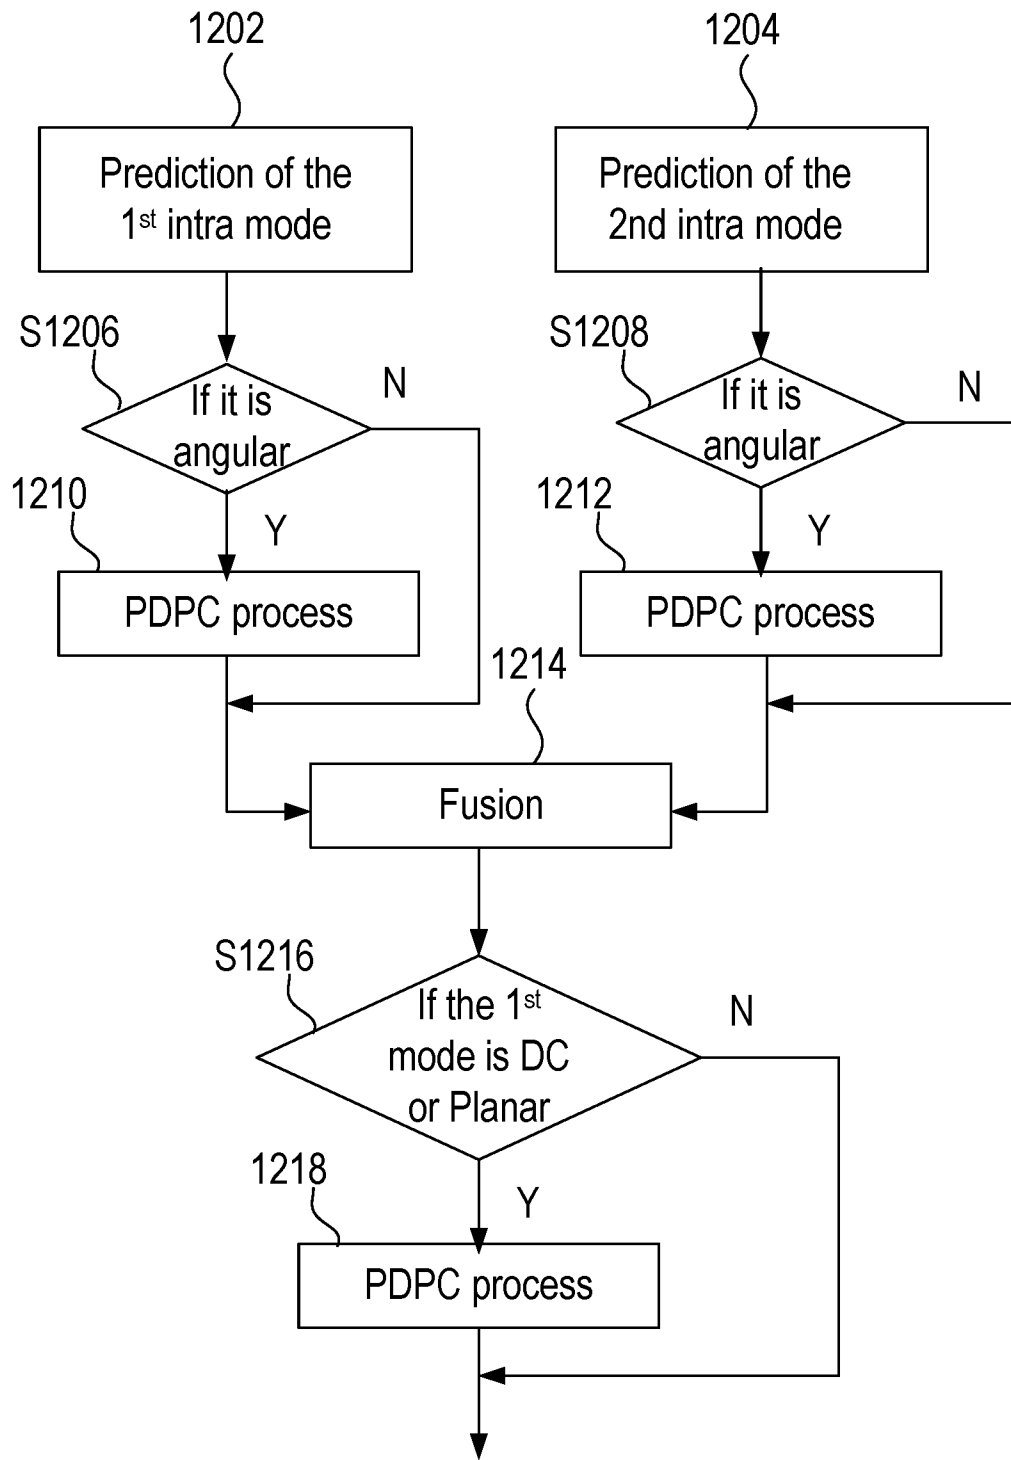 1202
1204
Prediction of the
1st intra mode
Prediction of the
2nd intra mode
S1206
If it is
angular
N
S1208
If it is
angular
N
1210
Y
PDPC process
1212
Y
PDPC process
1214
Fusion
S1216
If the 1st
mode is DC
or Planar
N
1218
Y
PDPC process